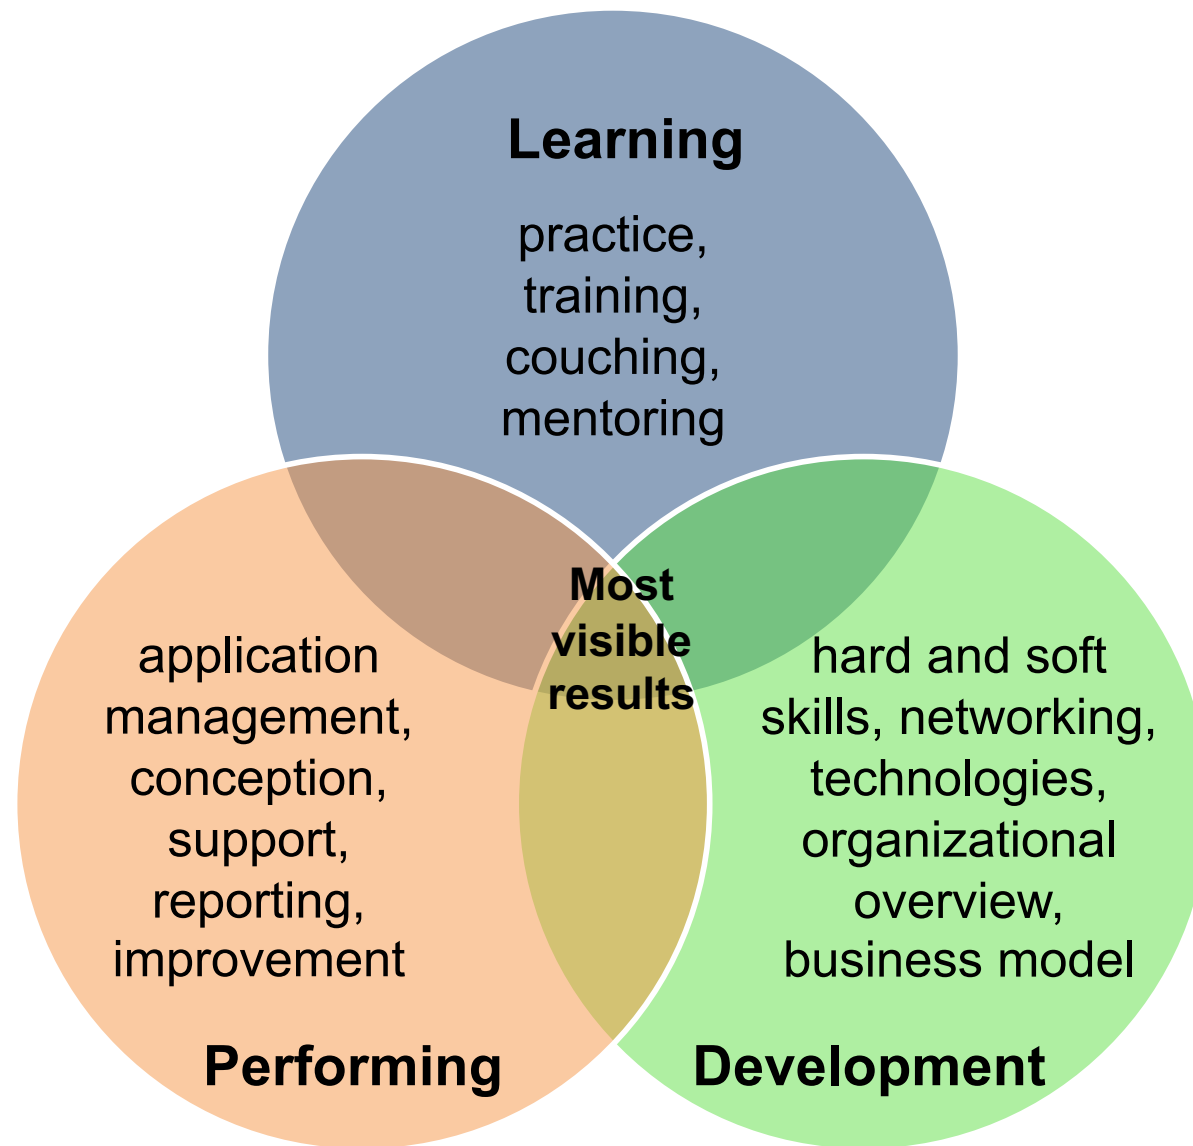 Learning
practice,
training,
couching,
mentoring
Most
visible
results
application
management,
conception,
support,
reporting,
improvement
Performing
hard and soft
skills, networking,
technologies,
organizational
overview,
business model
Development